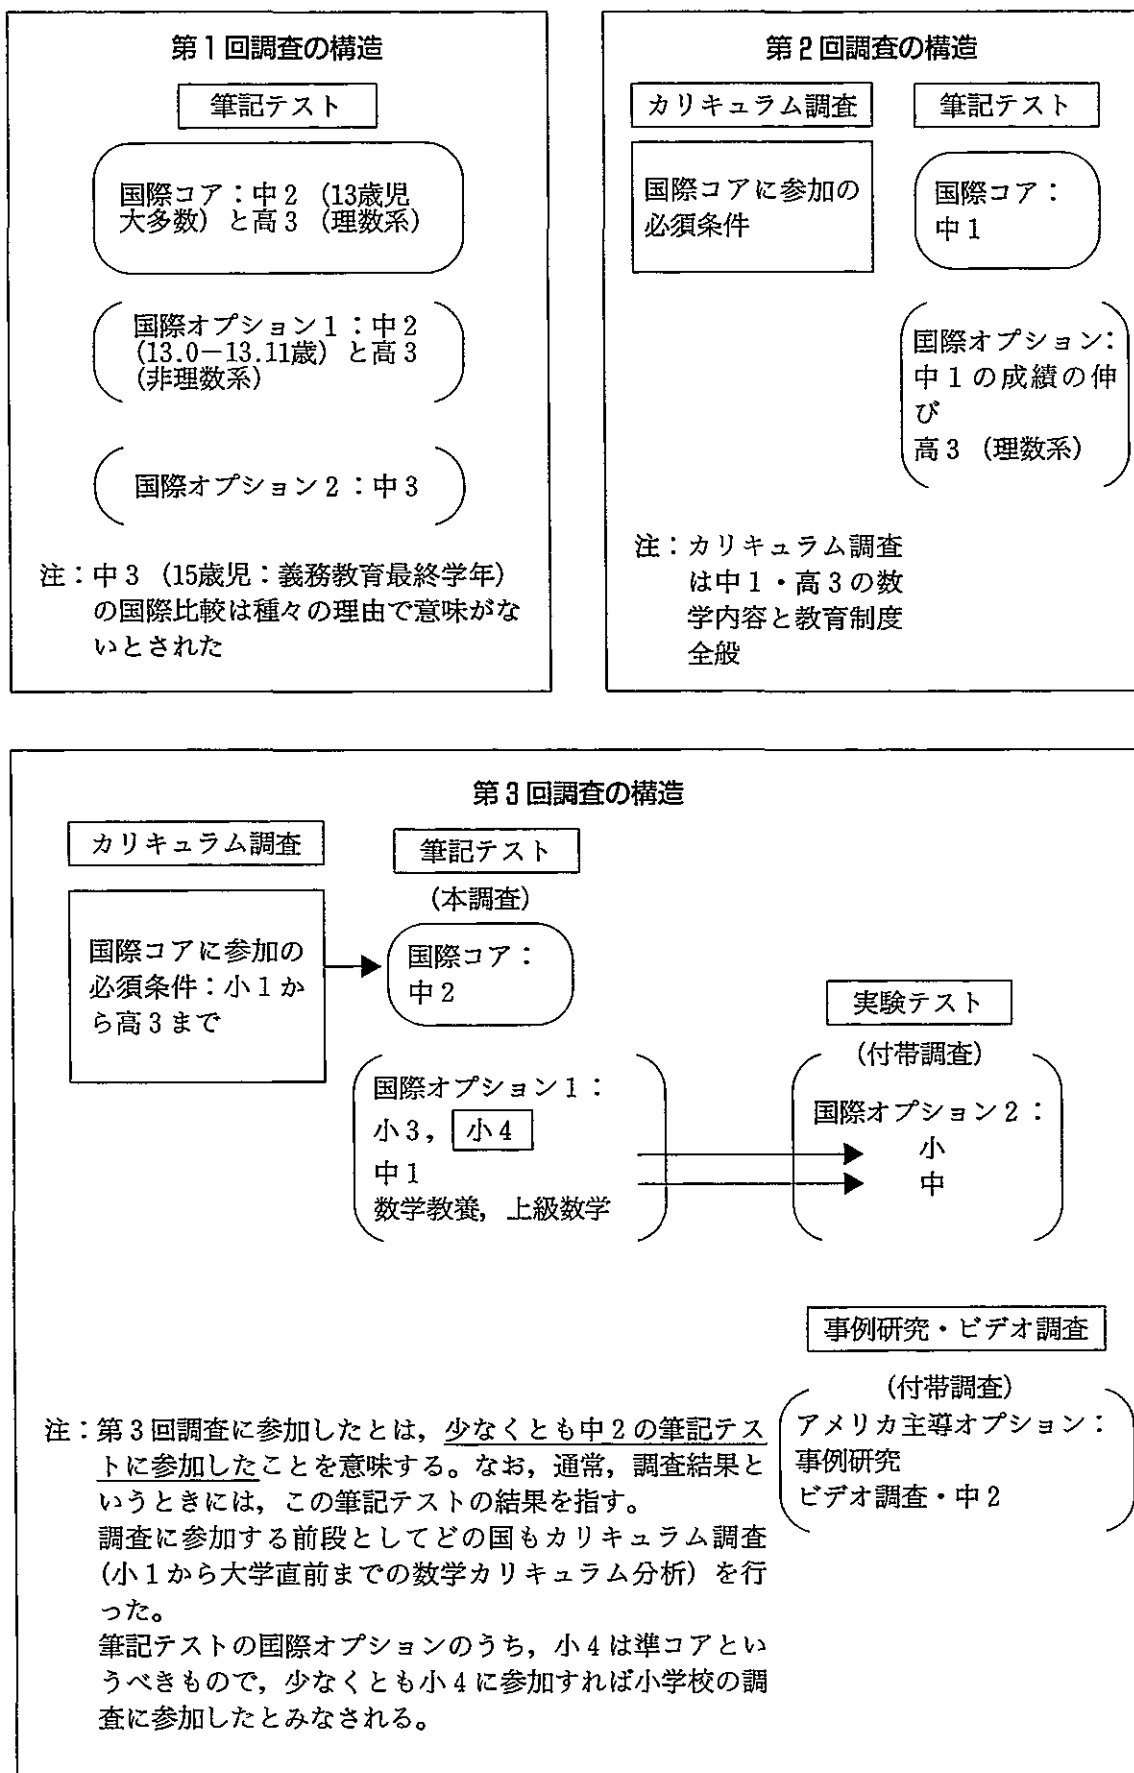 第1回調査の構造
筆記テスト
国際コア：中2（13歳児
大多数）と高3（理数系）
国際オプション1：中2
(13.0－13.11歳）と高3
(非理数系）
国際オプション2：中3
注：中3（15歳児：義務教育最終学年）
の国際比較は種々の理由で意味がな
いとされた
第2回調査の構造
カリキュラム調査
国際コアに参加の
必須条件
筆記テスト
国際コア：
中1
国際オプション：
中1の成績の伸
び
高3（理数系）
注：カリキュラム調査
は中1・高3の数
学内容と教育制度
全般
第3回調査の構造
カリキュラム調査
国際コアに参加の
必須条件：小1か
ら高3まで
筆記テスト
(本調査）
国際コア：
中2
国際オプション1：
小3，小4
中1
数学教養，上級数学
実験テスト
(付帯調査）
国際オプション2：
小
中
事例研究・ビデオ調査
(付帯調査）
アメリカ主導オプション：
事例研究
ビデオ調査・中2
注：第3回調査に参加したとは，少なくとも中2の筆記テス
トに参加したことを意味する。なお，通常，調査結果と
いうときには，この筆記テストの結果を指す。
調査に参加する前段としてどの国もカリキュラム調査
(小1から大学直前までの数学カリキュラム分析）を行
った。
筆記テストの国際オプションのうち，小4は準コアとい
うべきもので，少なくとも小4に参加すれば小学校の調
査に参加したとみなされる。